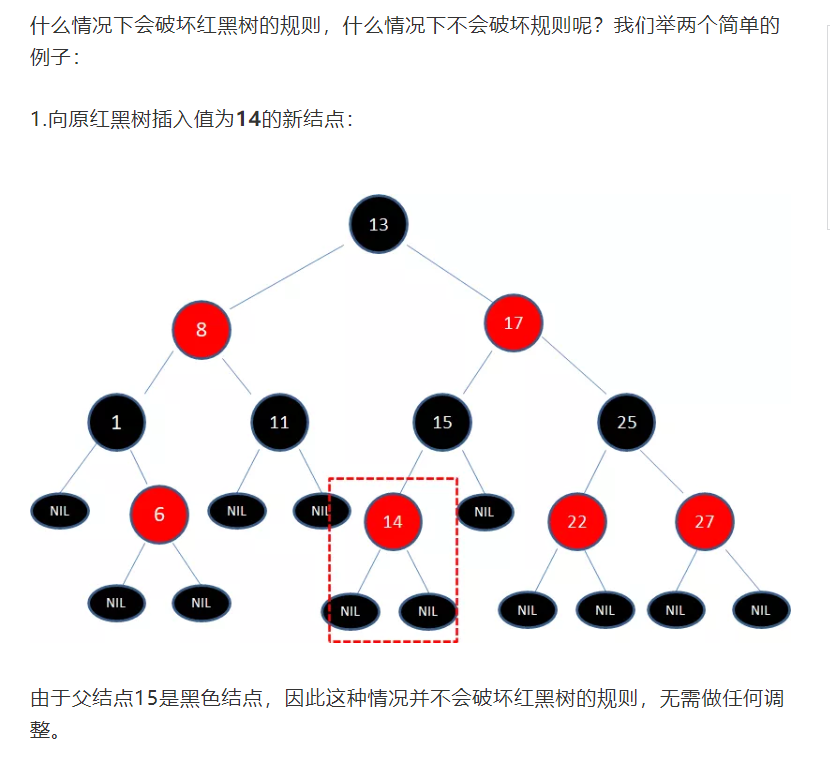 什么情况下会破坏红黑树的规则，什么情况下不会破坏规则呢？我们举两个简单的
例子：
1.向原红黑树插入值为14的新结点：
13
8
17
1
11
15
25
NIL
6
NIL
NIL
14
NIL
22
27
NIL
NIL
NIL
NIL
NIL
NIL
NIL
NIL
由于父结点15是黑色结点，因此这种情况并不会破坏红黑树的规则，无需做任何调
整。